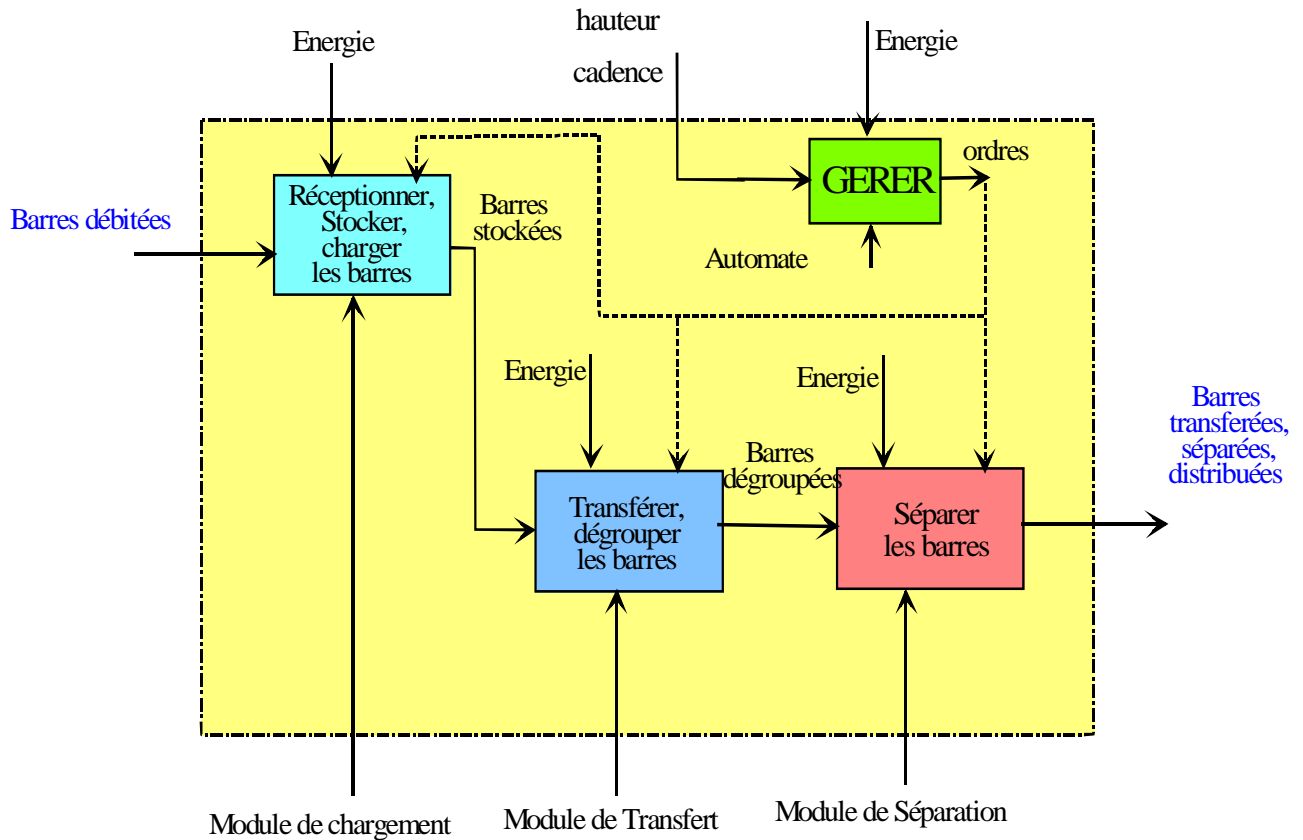 hauteur
cadence
Energie
Energie
ordres
GERER
Automate
Barres débitées
Réceptionner,
Stocker,
charger
les barres
Barres
stockées
Energie
Energie
Transférer,
dégrouper
les barres
Barres
dégroupées
Séparer
les barres
Barres
transferées,
séparées,
distribuées
Module de chargement
Module de Transfert
Module de Séparation